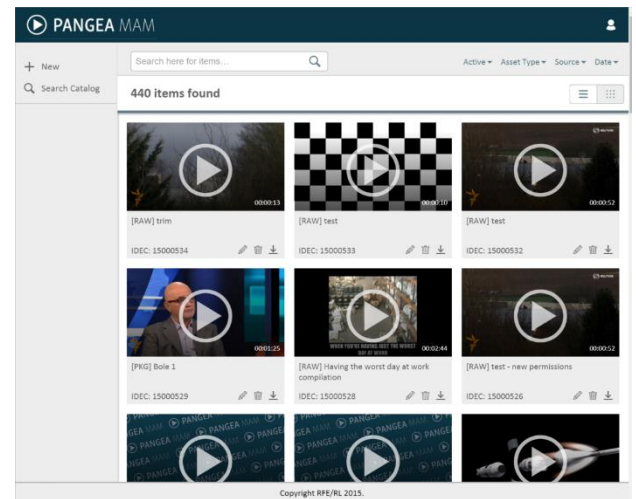 PANGEA MAM
New
Search Catalog
Search here for items...
Active Asset Type Source Date
440 items found
00:00:13
[RAW] trim
IDEC: 15000534
00:00:10
[RAW] test
IDEC: 15000533
00:00:52
[RAW] test
IDEC: 15000532
00:01:25
[PKG] Bole 1
IDEC: 15000529
WHEN YOU'RE HAVING JUST THE WORST
DAY AT WORK
00:02:44
[RAW] Having the worst day at work
compilation
IDEC: 15000528
00:00:52
[RAW] test - new permissions
IDEC: 15000526
PANGEA MAM
PANGEA MAM
Copyright RFE/RL 2015.